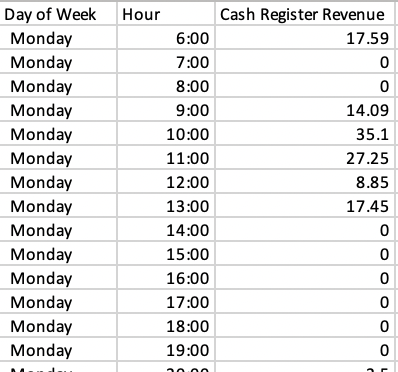 Day of Week Hour Cash Register Revenue
Monday 6:00 17.59
Monday 7:00 0
Monday 8:00 0
Monday 9:00 14.09
Monday 10:00 35.1
Monday 11:00 27.25
Monday 12:00 8.85
Monday 13:00 17.45
Monday 14:00 0
Monday 15:00 0
Monday 16:00 0
Monday 17:00 0
Monday 18:00 0
Monday 19:00 0